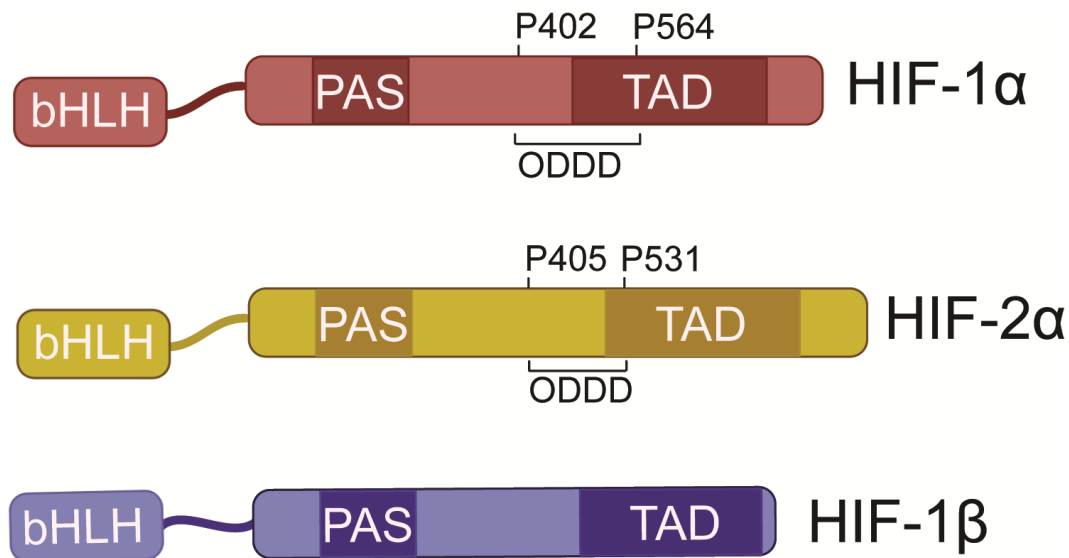 P402 P564
bHLH PAS TAD HIF-1α
ODDD
P405 P531
bHLH PAS TAD HIF-2α
ODDD
bHLH PAS TAD HIF-1β